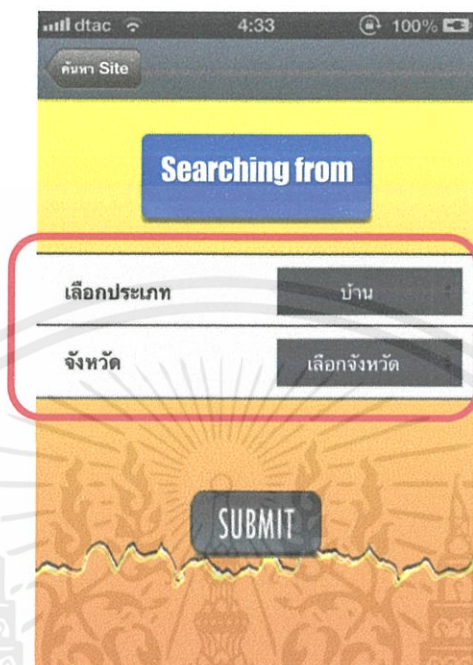 dtac 4:33 100%
ค้นหา Site
Searching from
เลือกประเภท บ้าน
จังหวัด เลือกจังหวัด
SUBMIT